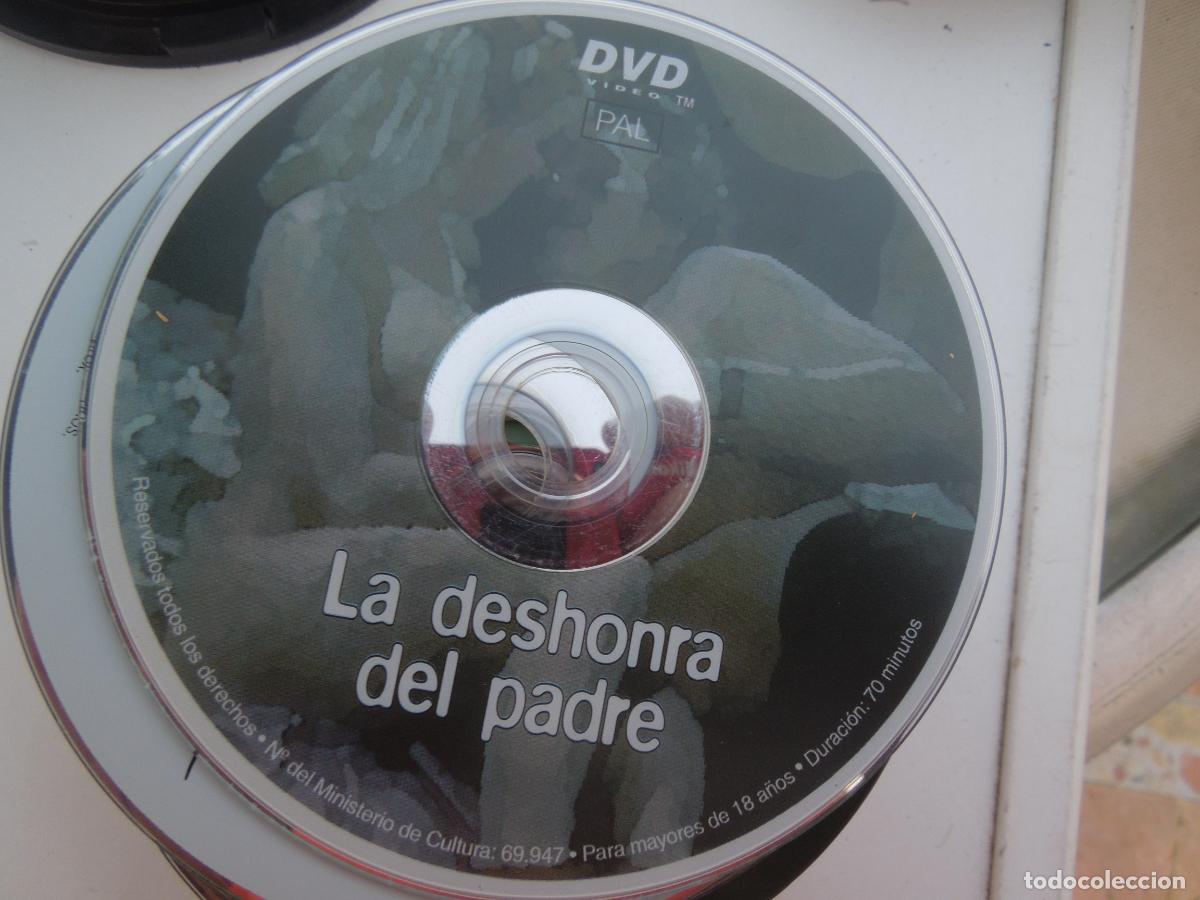 DVD
VIDEO TM
PAL
La deshonra
del padre
Reservados todos los derechos • Nº del Ministerio de Cultura: 69.947 • Para mayores de 18 años • Duración: 70 minutos
todocoleccion